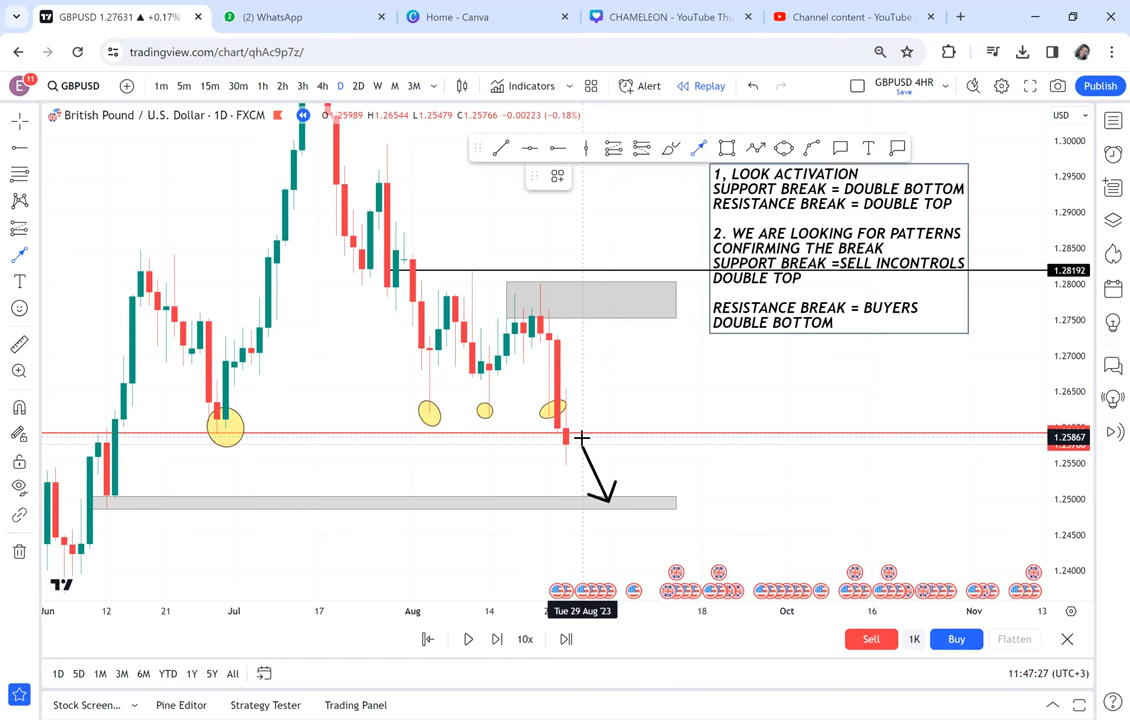 GBPUSD 1.27631 ▲ +0.17%
(2) WhatsApp
Home - Canva
CHAMELEON - YouTube Thu
Channel content - YouTube
tradingview.com/chart/qhAc9p7z/
E
11
GBPUSD
1m 5m 15m 30m 1h 2h 3h 4h D 2D W M 3M
Indicators
Alert
Replay
GBPUSD 4HR
Save
Publish
British Pound / U.S. Dollar · 1D · FXCM
O1.25989 H1.26544 L1.25479 C1.25766 −0.00223 (−0.18%)
USD
1, LOOK ACTIVATION
SUPPORT BREAK = DOUBLE BOTTOM
RESISTANCE BREAK = DOUBLE TOP
2. WE ARE LOOKING FOR PATTERNS
CONFIRMING THE BREAK
SUPPORT BREAK =SELL INCONTROLS
DOUBLE TOP
RESISTANCE BREAK = BUYERS
DOUBLE BOTTOM
1.30000
1.29500
1.29000
1.28500
1.28192
1.28000
1.27500
1.27000
1.26500
1.25867
1.25500
1.25000
1.24500
1.24000
Jun 12 21 Jul 17 Aug 14 Tue 29 Aug '23 18 Oct 16 Nov 13
10x
Sell
1K
Buy
Flatten
1D 5D 1M 3M 6M YTD 1Y 5Y All
11:47:27 (UTC+3)
Stock Screen...
Pine Editor
Strategy Tester
Trading Panel